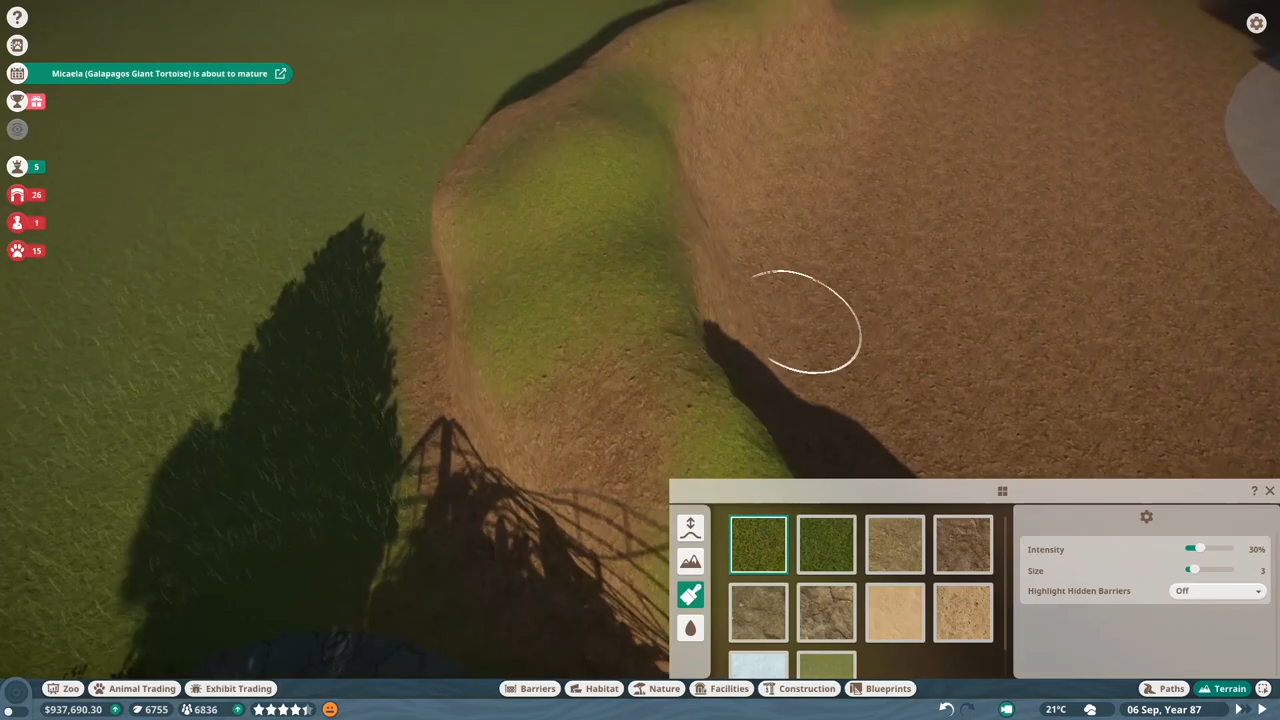 ?
Micaela (Galapagos Giant Tortoise) is about to mature
5
26
1
15
?
Intensity 30%
Size 3
Highlight Hidden Barriers Off
Zoo Animal Trading Exhibit Trading Barriers Habitat Nature Facilities Construction Blueprints Paths Terrain
$937,690.30 6755 6836 21°C 06 Sep, Year 87